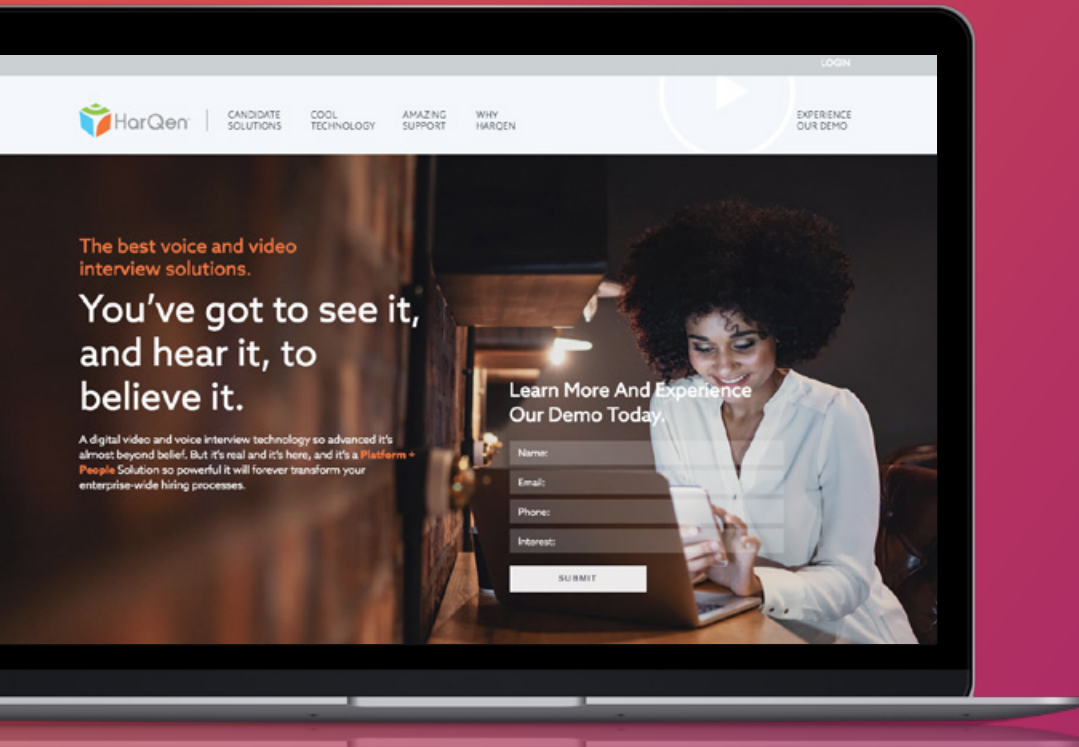 LOGIN
HarQen
CANDIDATE
SOLUTIONS
COOL
TECHNOLOGY
AMAZING
SUPPORT
WHY
HARQEN
EXPERIENCE
OUR DEMO
The best voice and video
interview solutions.
You've got to see it,
and hear it, to
believe it.
A digital video and voice interview technology so advanced it's
almost beyond belief. But it's real and it's here, and it's a Platform +
People Solution so powerful it will forever transform your
enterprise-wide hiring processes.
Learn More And Experience
Our Demo Today.
Name:
Email:
Phone:
Interest:
SUBMIT